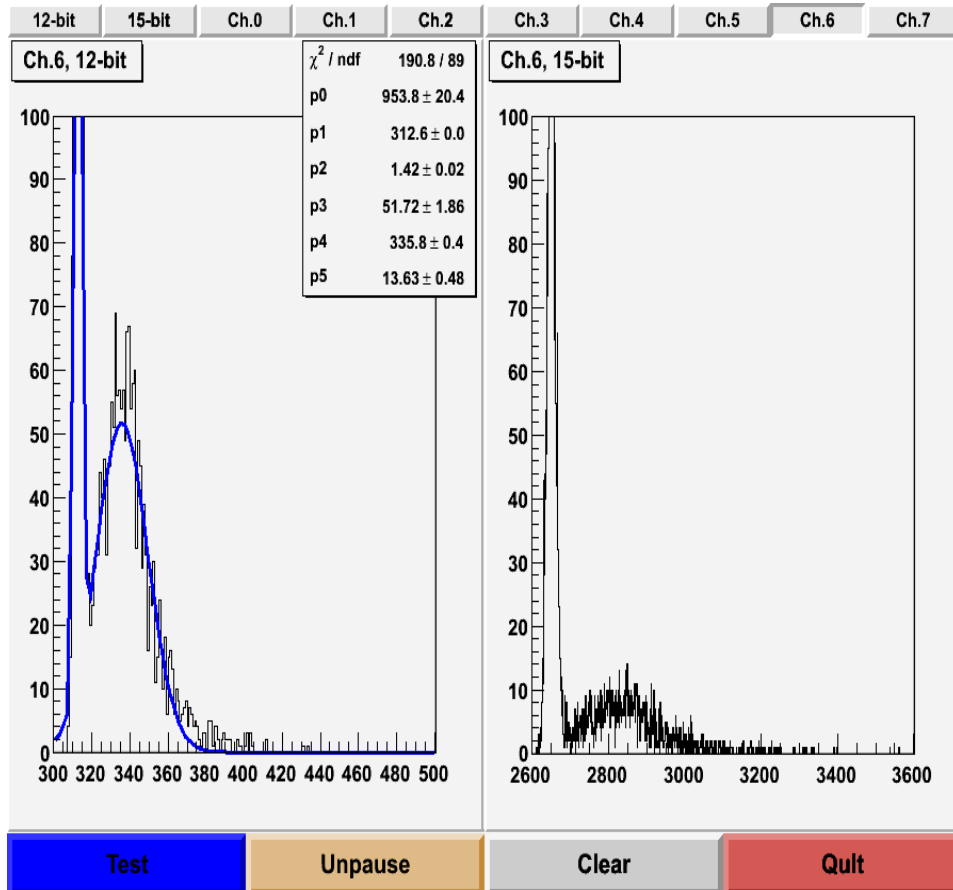 12-bit 15-bit Ch.0 Ch.1 Ch.2 Ch.3 Ch.4 Ch.5 Ch.6 Ch.7
Ch.6, 12-bit
χ² / ndf 190.8 / 89
p0 953.8 ± 20.4
p1 312.6 ± 0.0
p2 1.42 ± 0.02
p3 51.72 ± 1.86
p4 335.8 ± 0.4
p5 13.63 ± 0.48
100
90
80
70
60
50
40
30
20
10
0
300 320 340 360 380 400 420 440 460 480 500
Ch.6, 15-bit
100
90
80
70
60
50
40
30
20
10
0
2600 2800 3000 3200 3400 3600
Test Unpause Clear Quit